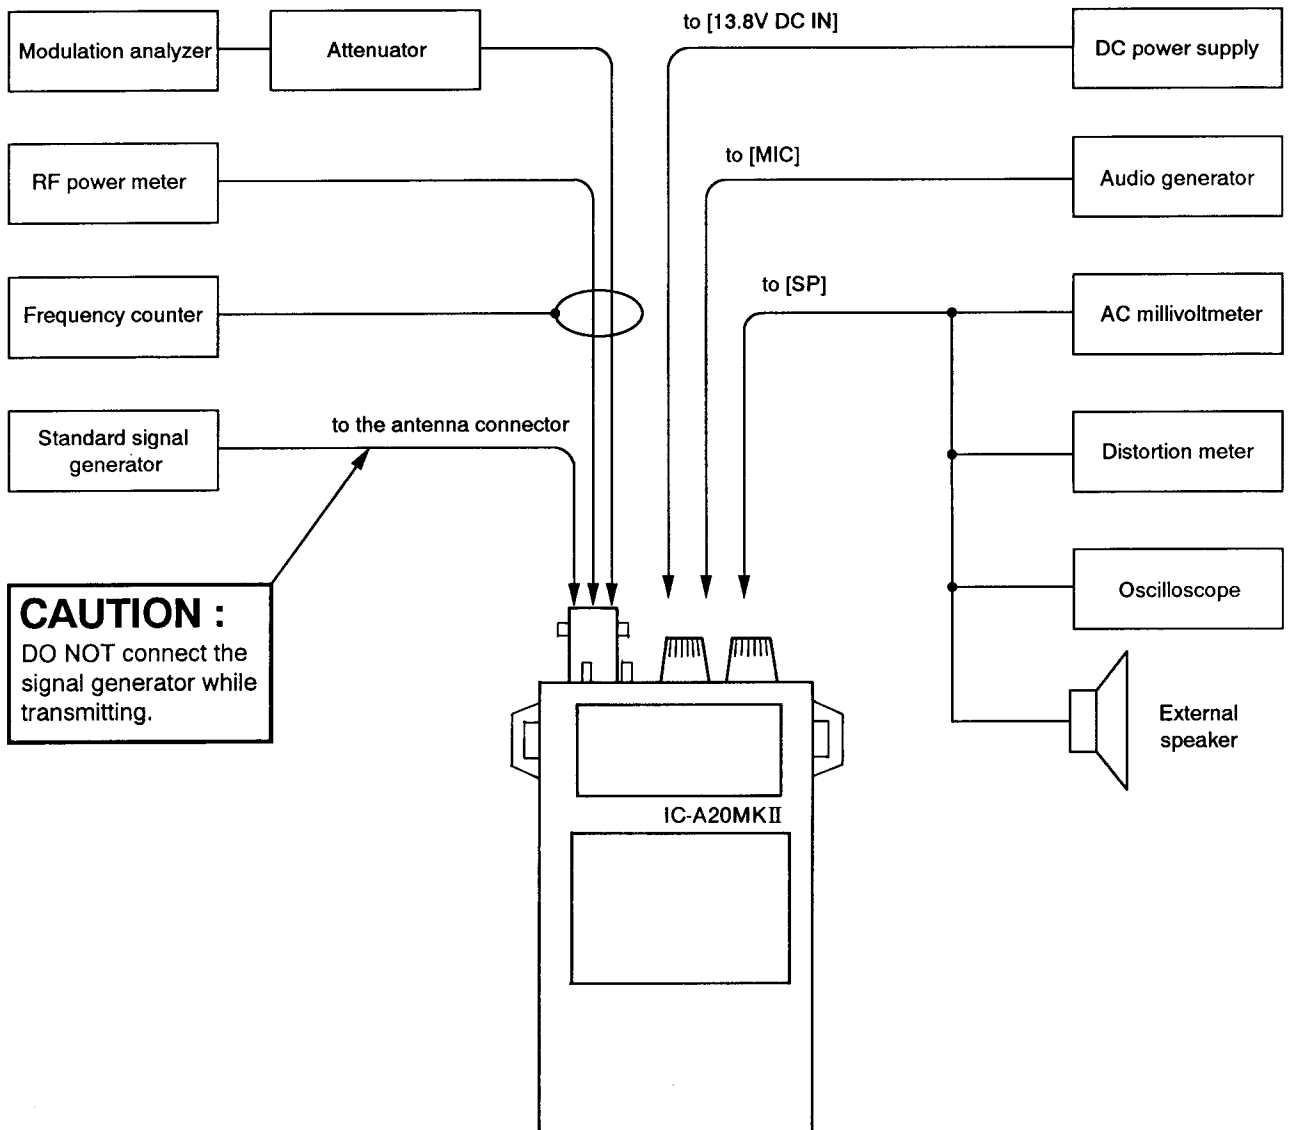 Modulation analyzer
Attenuator
to [13.8V DC IN]
DC power supply
RF power meter
to [MIC]
Audio generator
Frequency counter
to [SP]
AC millivoltmeter
Standard signal
generator
to the antenna connector
Distortion meter
CAUTION :
DO NOT connect the
signal generator while
transmitting.
Oscilloscope
External
speaker
IC-A20MKII